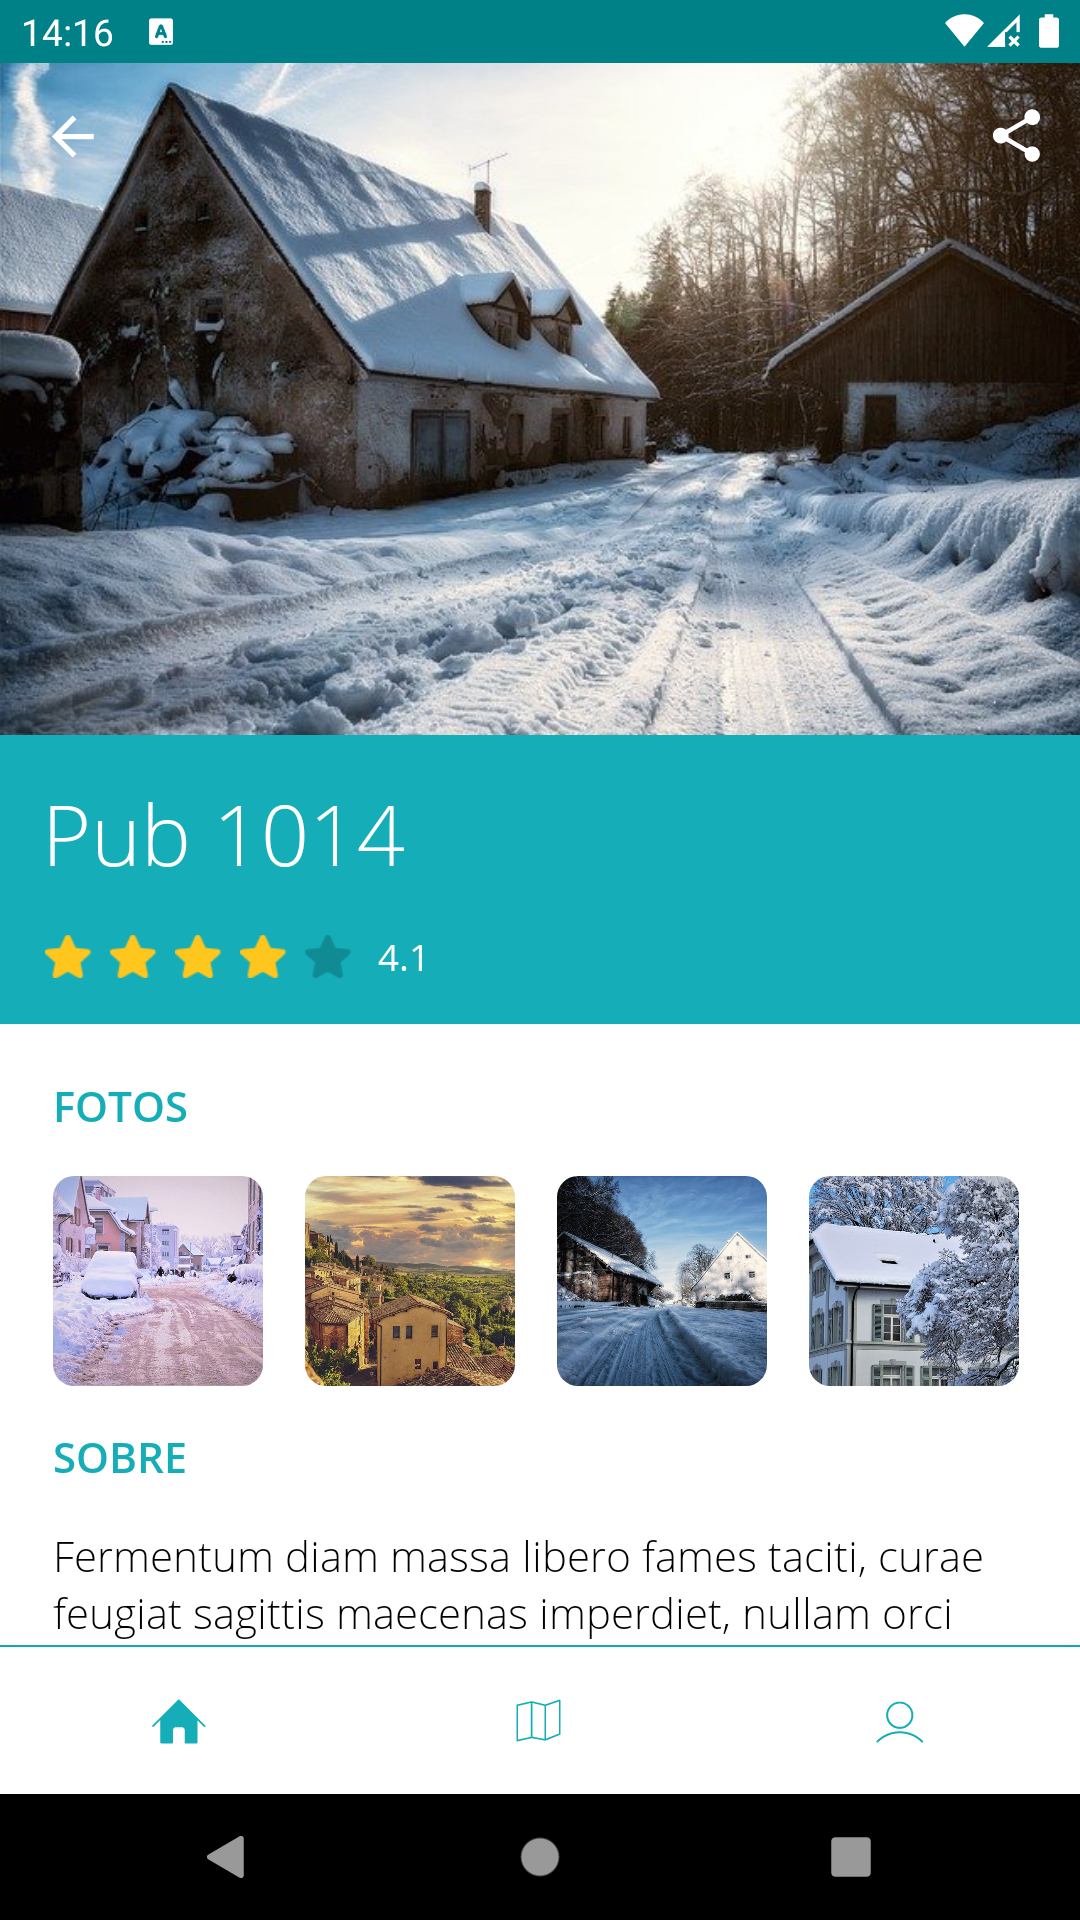 14:16
Pub 1014
4.1
FOTOS
SOBRE
Fermentum diam massa libero fames taciti, curae
feugiat sagittis maecenas imperdiet, nullam orci